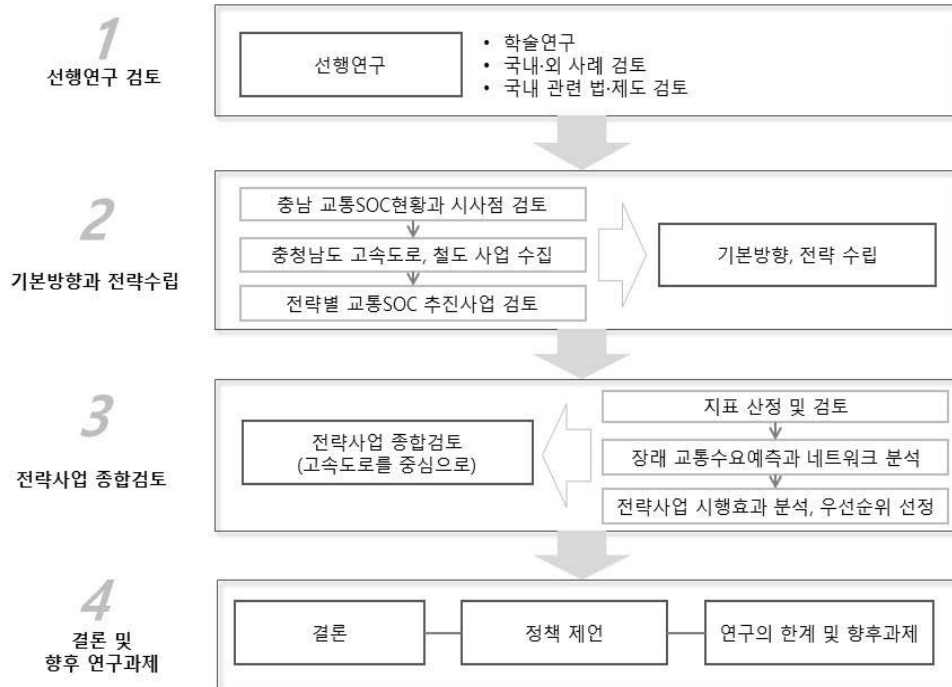 1
선행연구 검토
선행연구
• 학술연구
• 국내·외 사례 검토
• 국내 관련 법·제도 검토
2
기본방향과 전략수립
충남 교통SOC현황과 시사점 검토
충청남도 고속도로, 철도 사업 수집
전략별 교통SOC 추진사업 검토
기본방향, 전략 수립
3
전략사업 종합검토
전략사업 종합검토
(고속도로를 중심으로)
지표 산정 및 검토
장래 교통수요예측과 네트워크 분석
전략사업 시행효과 분석, 우선순위 선정
4
결론 및
향후 연구과제
결론
정책 제언
연구의 한계 및 향후과제